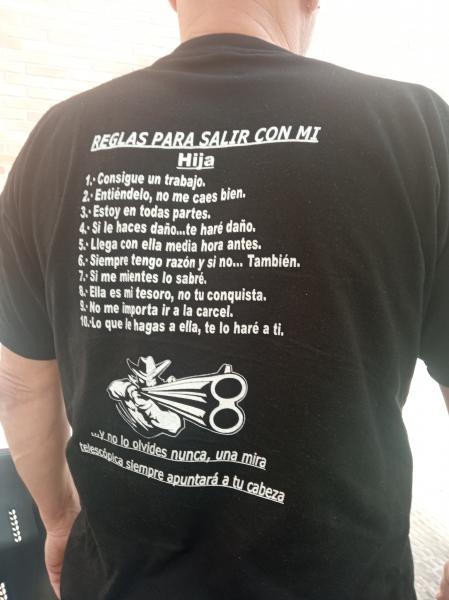 REGLAS PARA SALIR CON MI
Hija
1.- Consigue un trabajo.
2.- Entiéndelo, no me caes bien.
3.- Estoy en todas partes.
4.- Si le haces daño...te haré daño.
5.- Llega con ella media hora antes.
6.- Siempre tengo razón y si no... También.
7.- Si me mientes lo sabré.
8.- Ella es mi tesoro, no tu conquista.
9.- No me importa ir a la carcel.
10.-Lo que le hagas a ella, te lo haré a ti.
...y no lo olvides nunca, una mira
telescópica siempre apuntará a tu cabeza